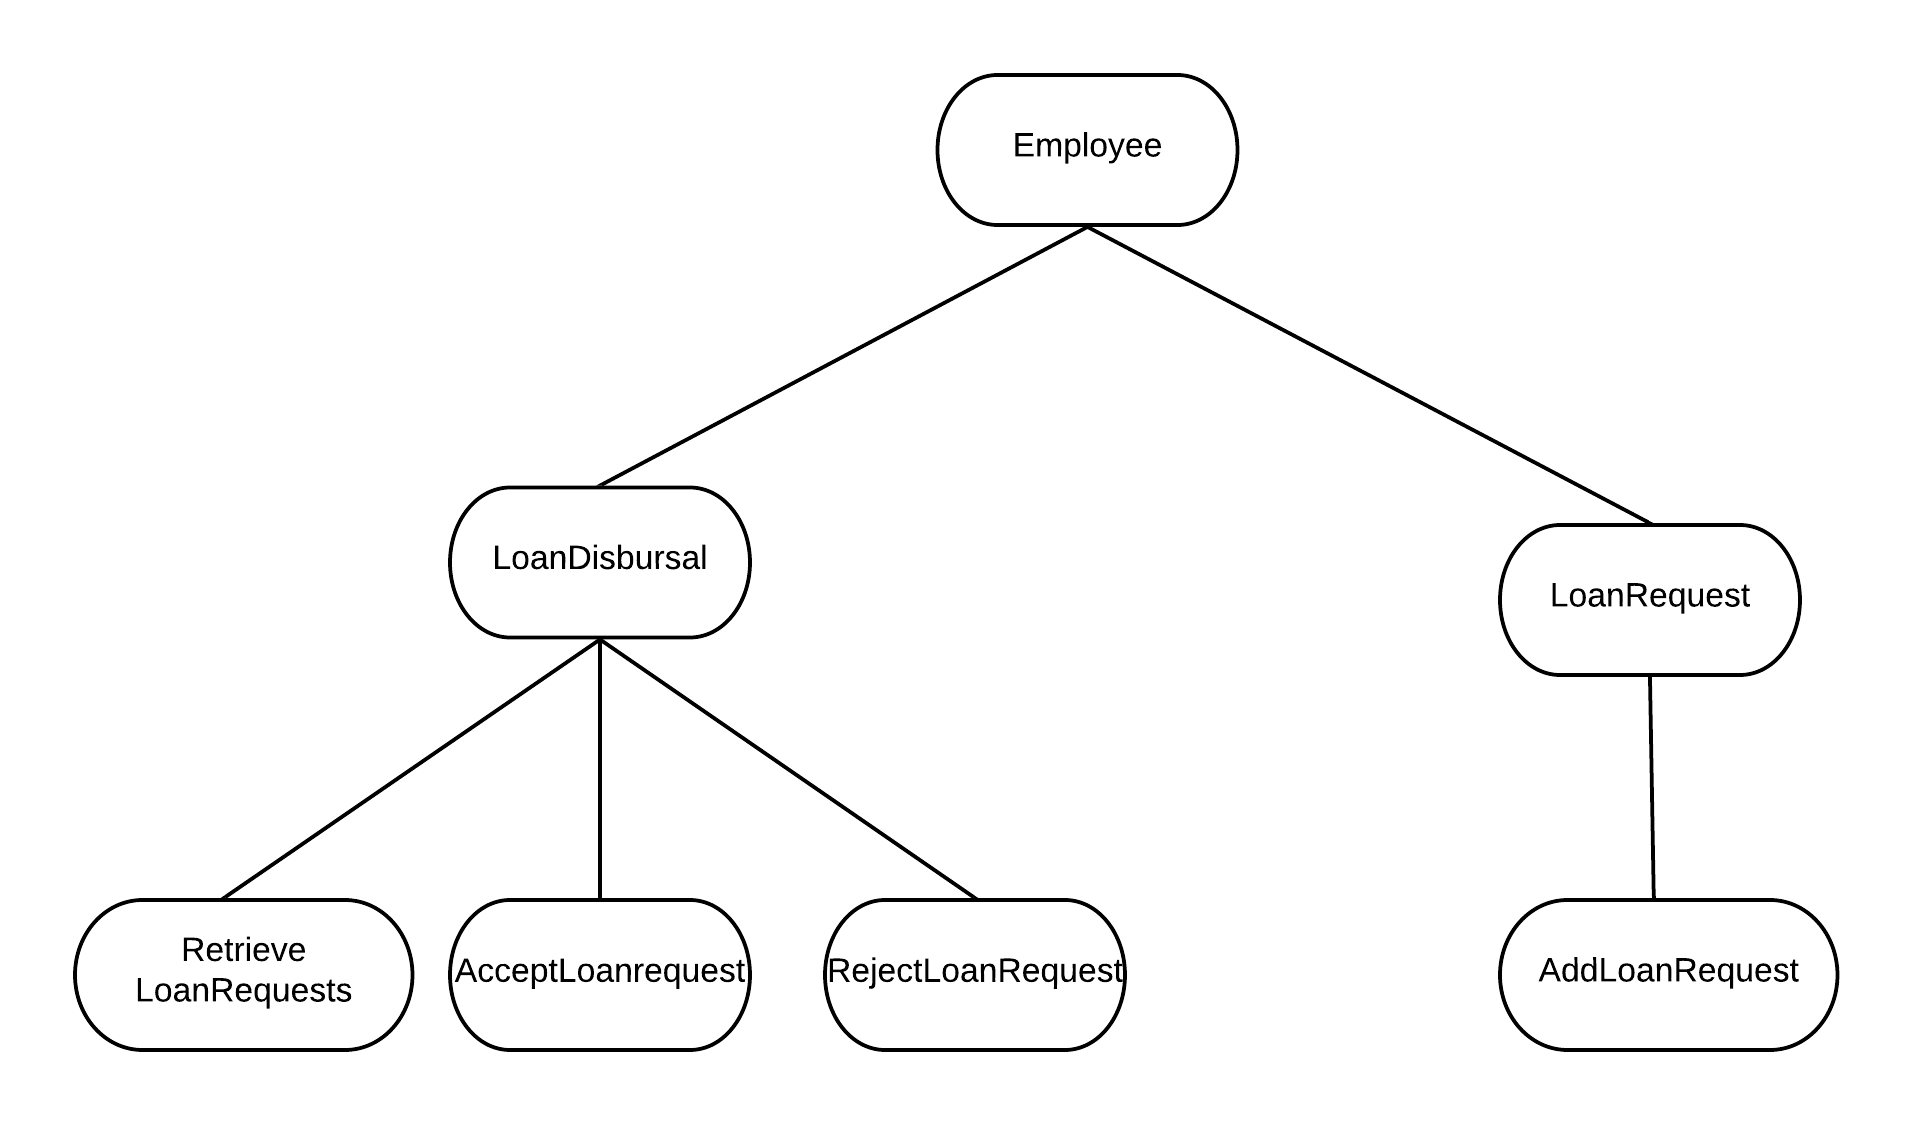 Employee
LoanDisbursal
LoanRequest
Retrieve
LoanRequests
AcceptLoanrequest
RejectLoanRequest
AddLoanRequest